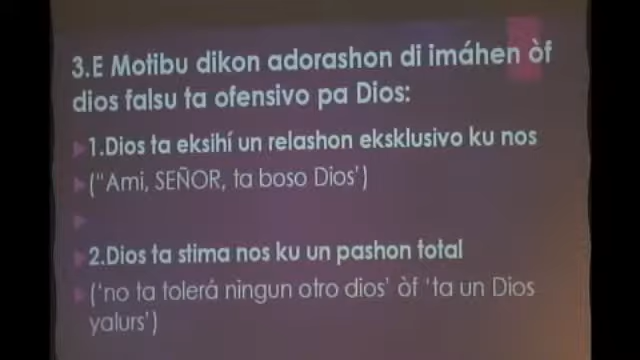 3.E Motibu dikon adorashon di imáhen òf
dios falsu ta ofensivo pa Dios:
1.Dios ta eksihí un relashon eksklusivo ku nos
("Ami, SEÑOR, ta boso Dios')
2.Dios ta stima nos ku un pashon total
('no ta tolerá ningun otro dios' òf 'ta un Dios
yalurs')